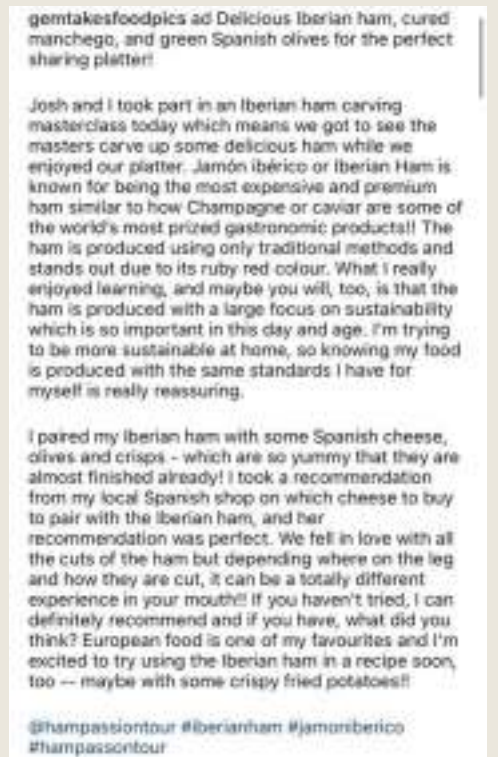 gemtakesfoodpics ad Delicious Iberian ham, cured
manchego, and green Spanish olives for the perfect
sharing platter!
Josh and I took part in an Iberian ham carving
masterclass today which means we got to see the
masters carve up some delicious ham while we
enjoyed our platter. Jamón ibérico or Iberian Ham is
known for being the most expensive and premium
ham similar to how Champagne or caviar are some of
the world's most prized gastronomic products!! The
ham is produced using only traditional methods and
stands out due to its ruby red colour. What I really
enjoyed learning, and maybe you will, too, is that the
ham is produced with a large focus on sustainability
which is so important in this day and age. I'm trying
to be more sustainable at home, so knowing my food
is produced with the same standards I have for
myself is really reassuring.
I paired my Iberian ham with some Spanish cheese,
olives and crisps - which are so yummy that they are
almost finished already! I took a recommendation
from my local Spanish shop on which cheese to buy
to pair with the Iberian ham, and her
recommendation was perfect. We fell in love with all
the cuts of the ham but depending where on the leg
and how they are cut, it can be a totally different
experience in your mouth!! If you haven't tried, I can
definitely recommend and if you have, what did you
think? European food is one of my favourites and I'm
excited to try using the Iberian ham in a recipe soon,
too -- maybe with some crispy fried potatoes!!
@hampassiontour #iberianham #jamoniberico
#hampassontour